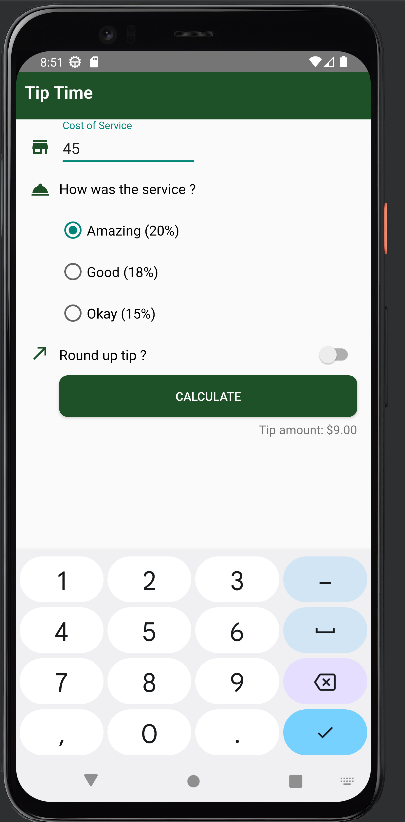 8:51
Tip Time
Cost of Service
45
How was the service ?
Amazing (20%)
Good (18%)
Okay (15%)
Round up tip ?
CALCULATE
Tip amount: $9.00
1 2 3 –
4 5 6
7 8 9
, 0 .